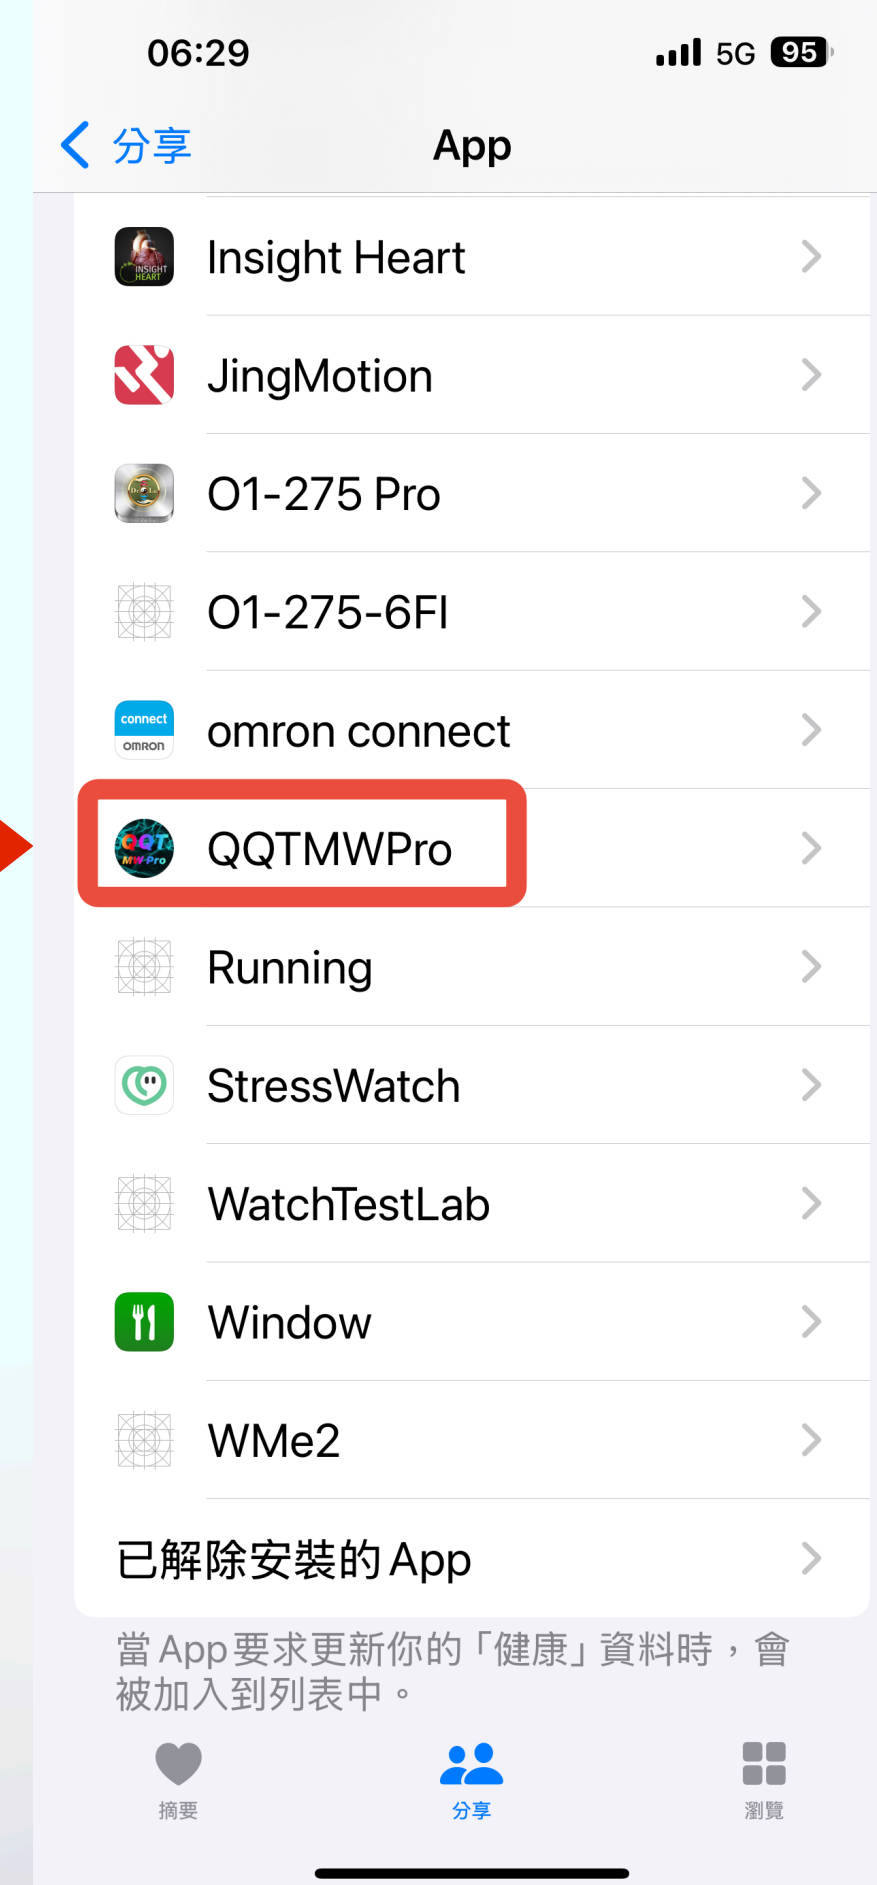 06:29 5G 95
分享 App
INSIGHT
HEART
Insight Heart
JingMotion
O1-275 Pro
O1-275-6FI
connect
OMRON
omron connect
QQT
MW-Pro
QQTMWPro
Running
StressWatch
WatchTestLab
Window
WMe2
已解除安裝的 App
當 App 要求更新你的「健康」資料時，會
被加入到列表中。
摘要 分享 瀏覽